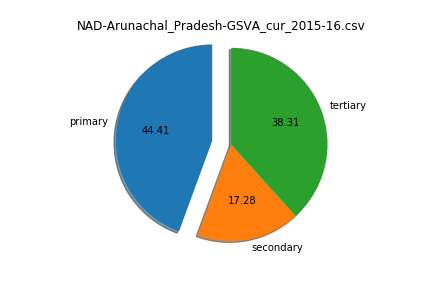 NAD-Arunachal_Pradesh-GSVA_cur_2015-16.csv
primary
44.41
tertiary
38.31
17.28
secondary